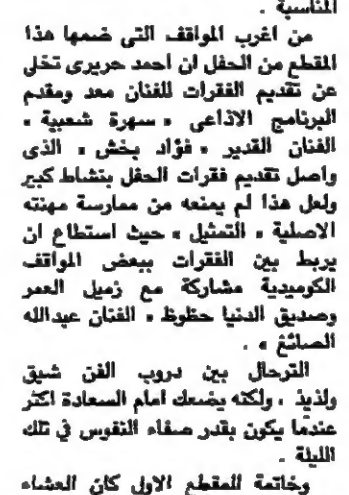 المناسبة .
من اغرب المواقف التى ضمها هذا
المقطع من الحفل ان احمد حريرى تخلى
عن تقديم الفقرات للفنان معد ومقدم
البرنامج الاذاعى « سهرة شعبية »
الفنان القدير « فؤاد بخش » الذى
واصل تقديم فقرات الحفل بنشاط كبير
ولعل هذا لم يمنعه من ممارسة مهنته
الاصلية « التمثيل » حيث استطاع ان
يربط بين الفقرات ببعض المواقف
الكوميدية مشاركة مع زميل العمر
وصديق الدنيا حظوظ « الفنان عبدالله
الصائغ » .
الترحال بين دروب الفن شيق
ولذيذ ، ولكنه يضعك امام السعادة اكثر
عندما يكون بقدر صفاء النفوس في تلك
الليلة .
وخاتمة المقطع الاول كان العشاء